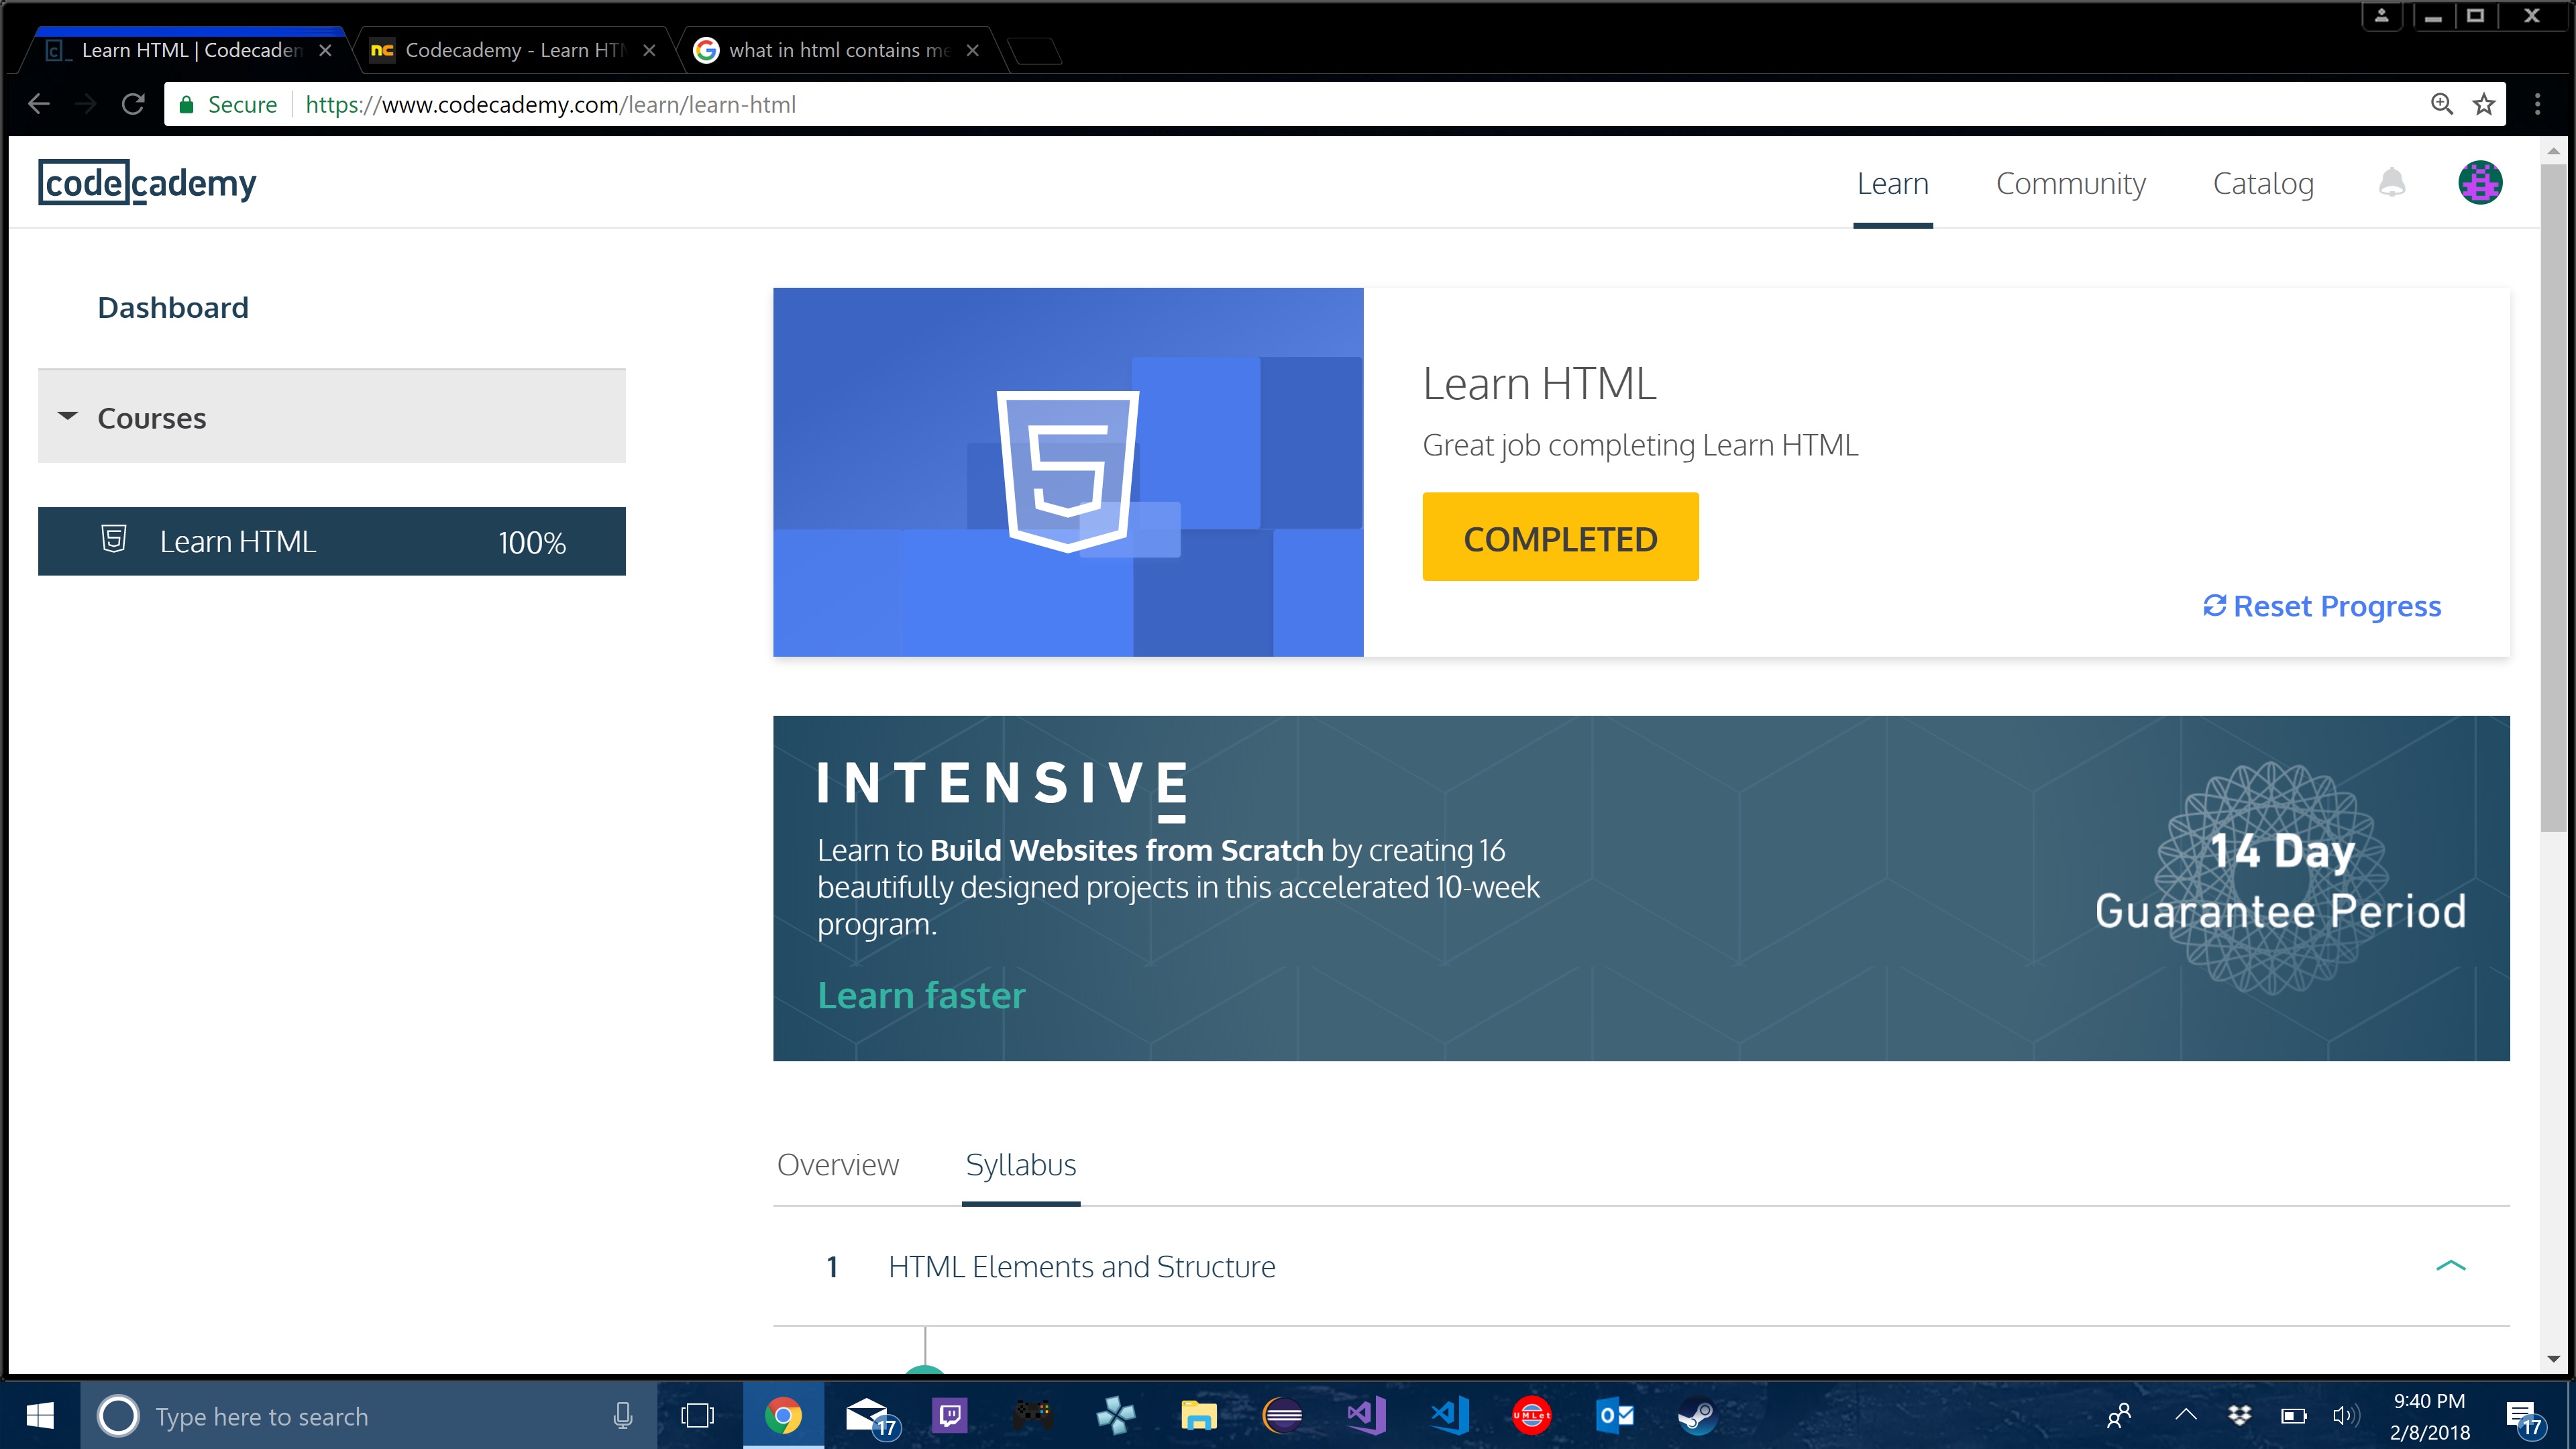 Learn HTML | Codecadem
Codecademy - Learn HTM
what in html contains me
Secure
https://www.codecademy.com/learn/learn-html
codecademy
Learn
Community
Catalog
Dashboard
Courses
Learn HTML 100%
Learn HTML
Great job completing Learn HTML
COMPLETED
Reset Progress
INTENSIVE
Learn to Build Websites from Scratch by creating 16
beautifully designed projects in this accelerated 10-week
program.
Learn faster
14 Day
Guarantee Period
Overview
Syllabus
1 HTML Elements and Structure
Type here to search
17
UMLet
9:40 PM
2/8/2018
17